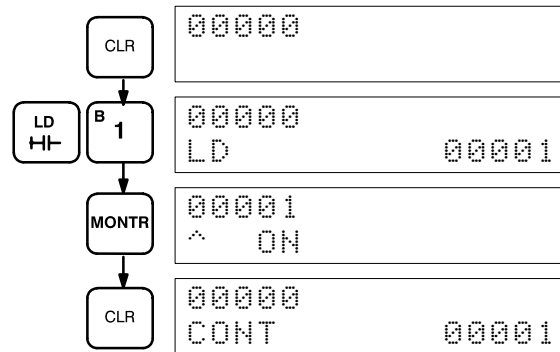 CLR
00000
LD
B
1
00000
LD 00001
MONTR
00001
^ ON
CLR
00000
CONT 00001